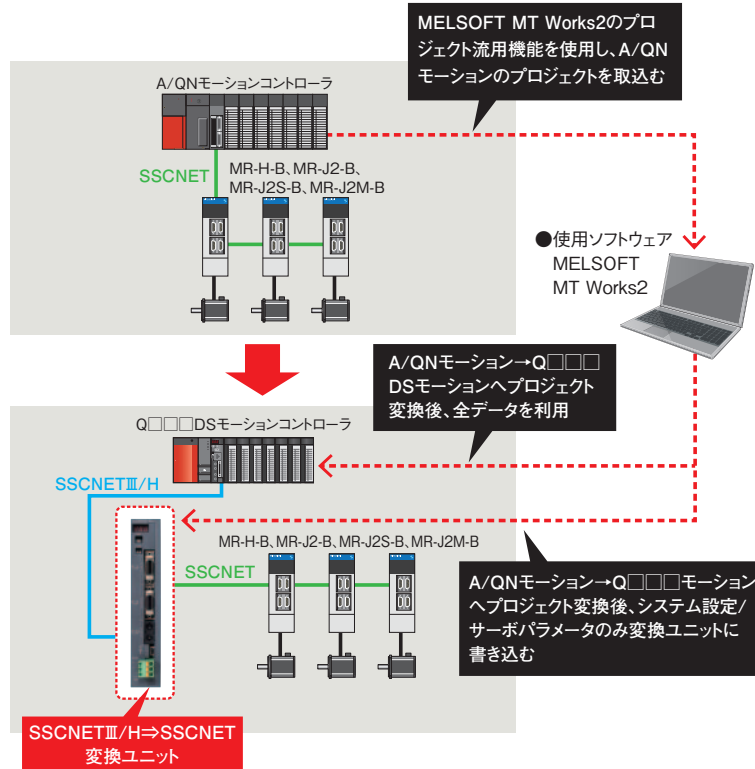 MELSOFT MT Works2のプロ
ジェクト流用機能を使用し、A/QN
モーションのプロジェクトを取込む
A/QNモーションコントローラ
SSCNET
MR-H-B、MR-J2-B、
MR-J2S-B、MR-J2M-B
●使用ソフトウェア
MELSOFT
MT Works2
A/QNモーション→Q□□□
DSモーションへプロジェクト
変換後、全データを利用
Q□□□DSモーションコントローラ
SSCNETⅢ/H
MR-H-B、MR-J2-B、MR-J2S-B、MR-J2M-B
SSCNET
A/QNモーション→Q□□□モーション
へプロジェクト変換後、システム設定/
サーボパラメータのみ変換ユニットに
書き込む
SSCNETⅢ/H⇒SSCNET
変換ユニット